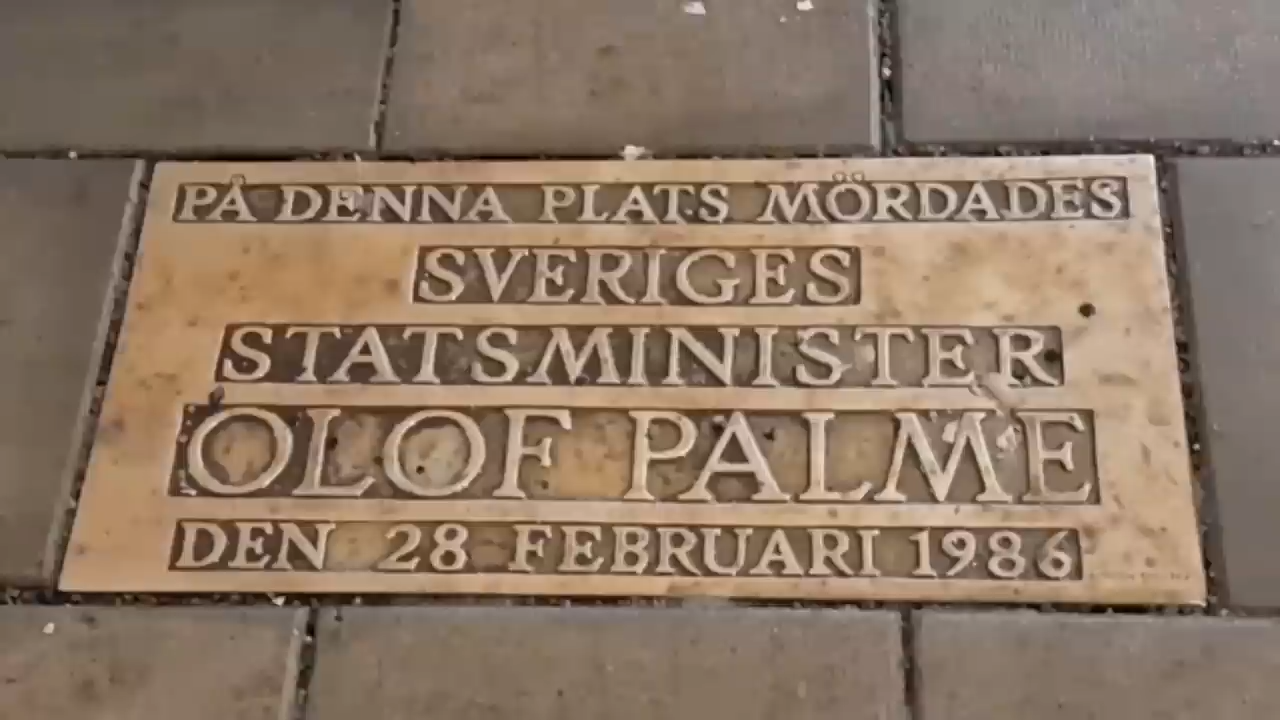 PÅ DENNA PLATS MÖRDADES
SVERIGES
STATSMINISTER
OLOF PALME
DEN 28 FEBRUARI 1986